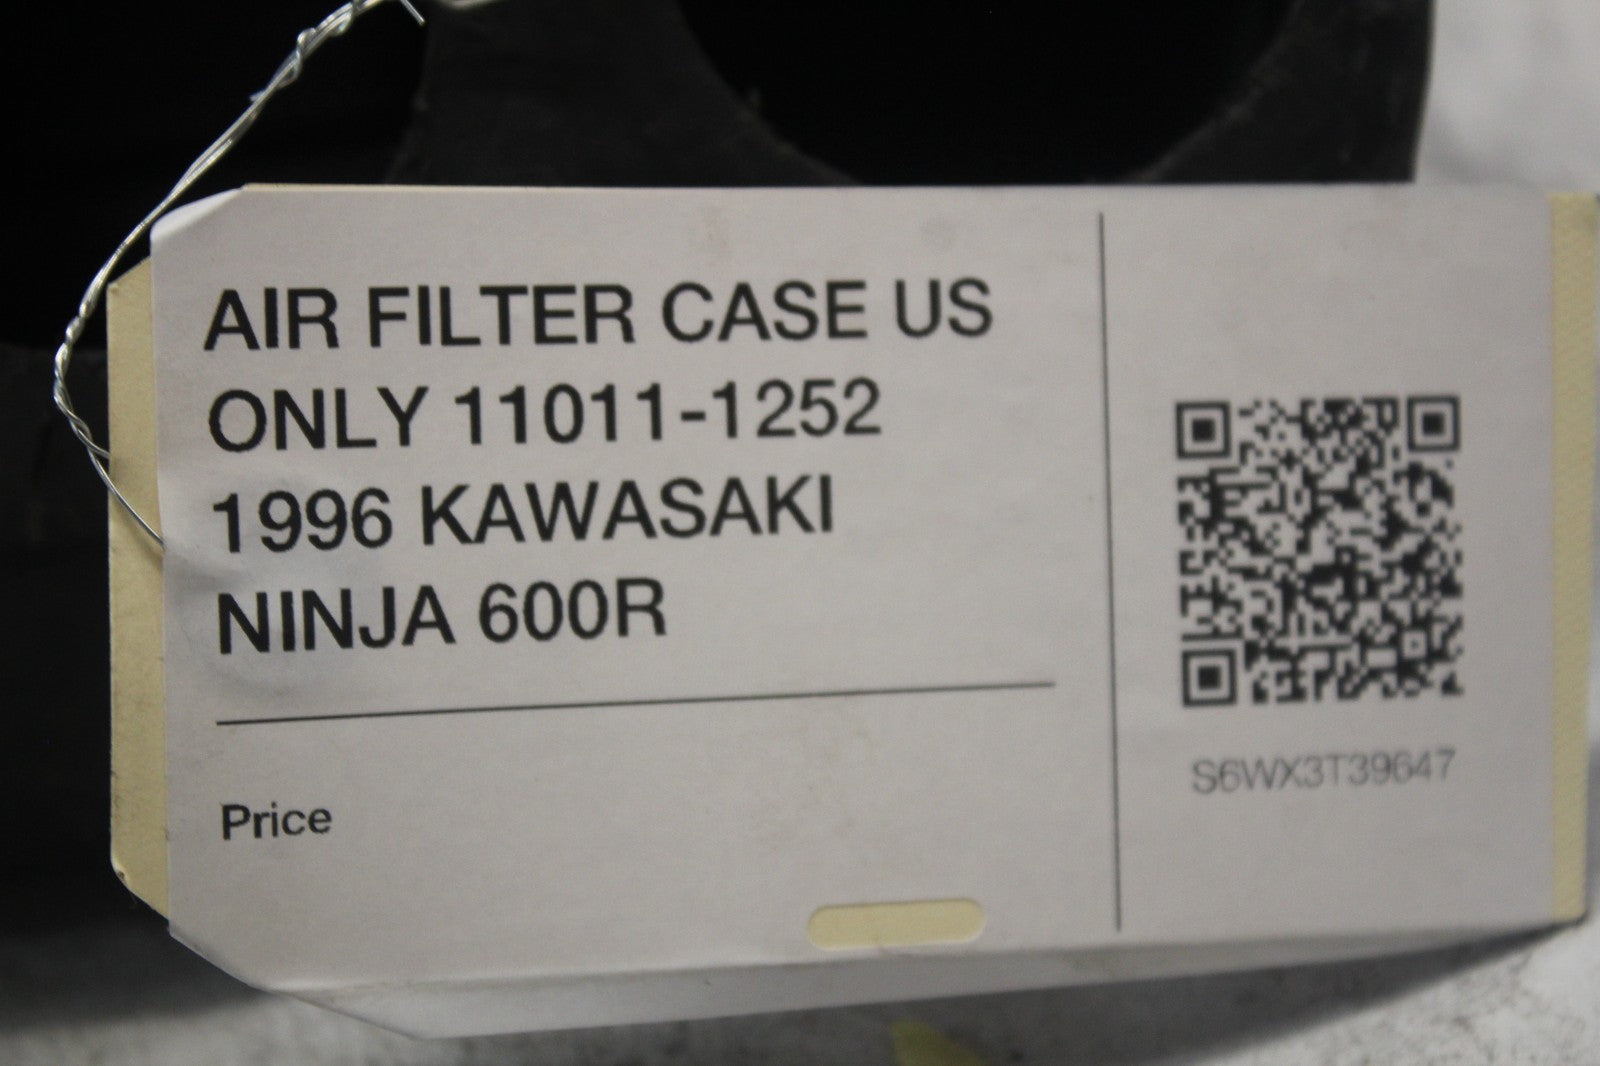 AIR FILTER CASE US
ONLY 11011-1252
1996 KAWASAKI
NINJA 600R
Price
S6WX3T39647